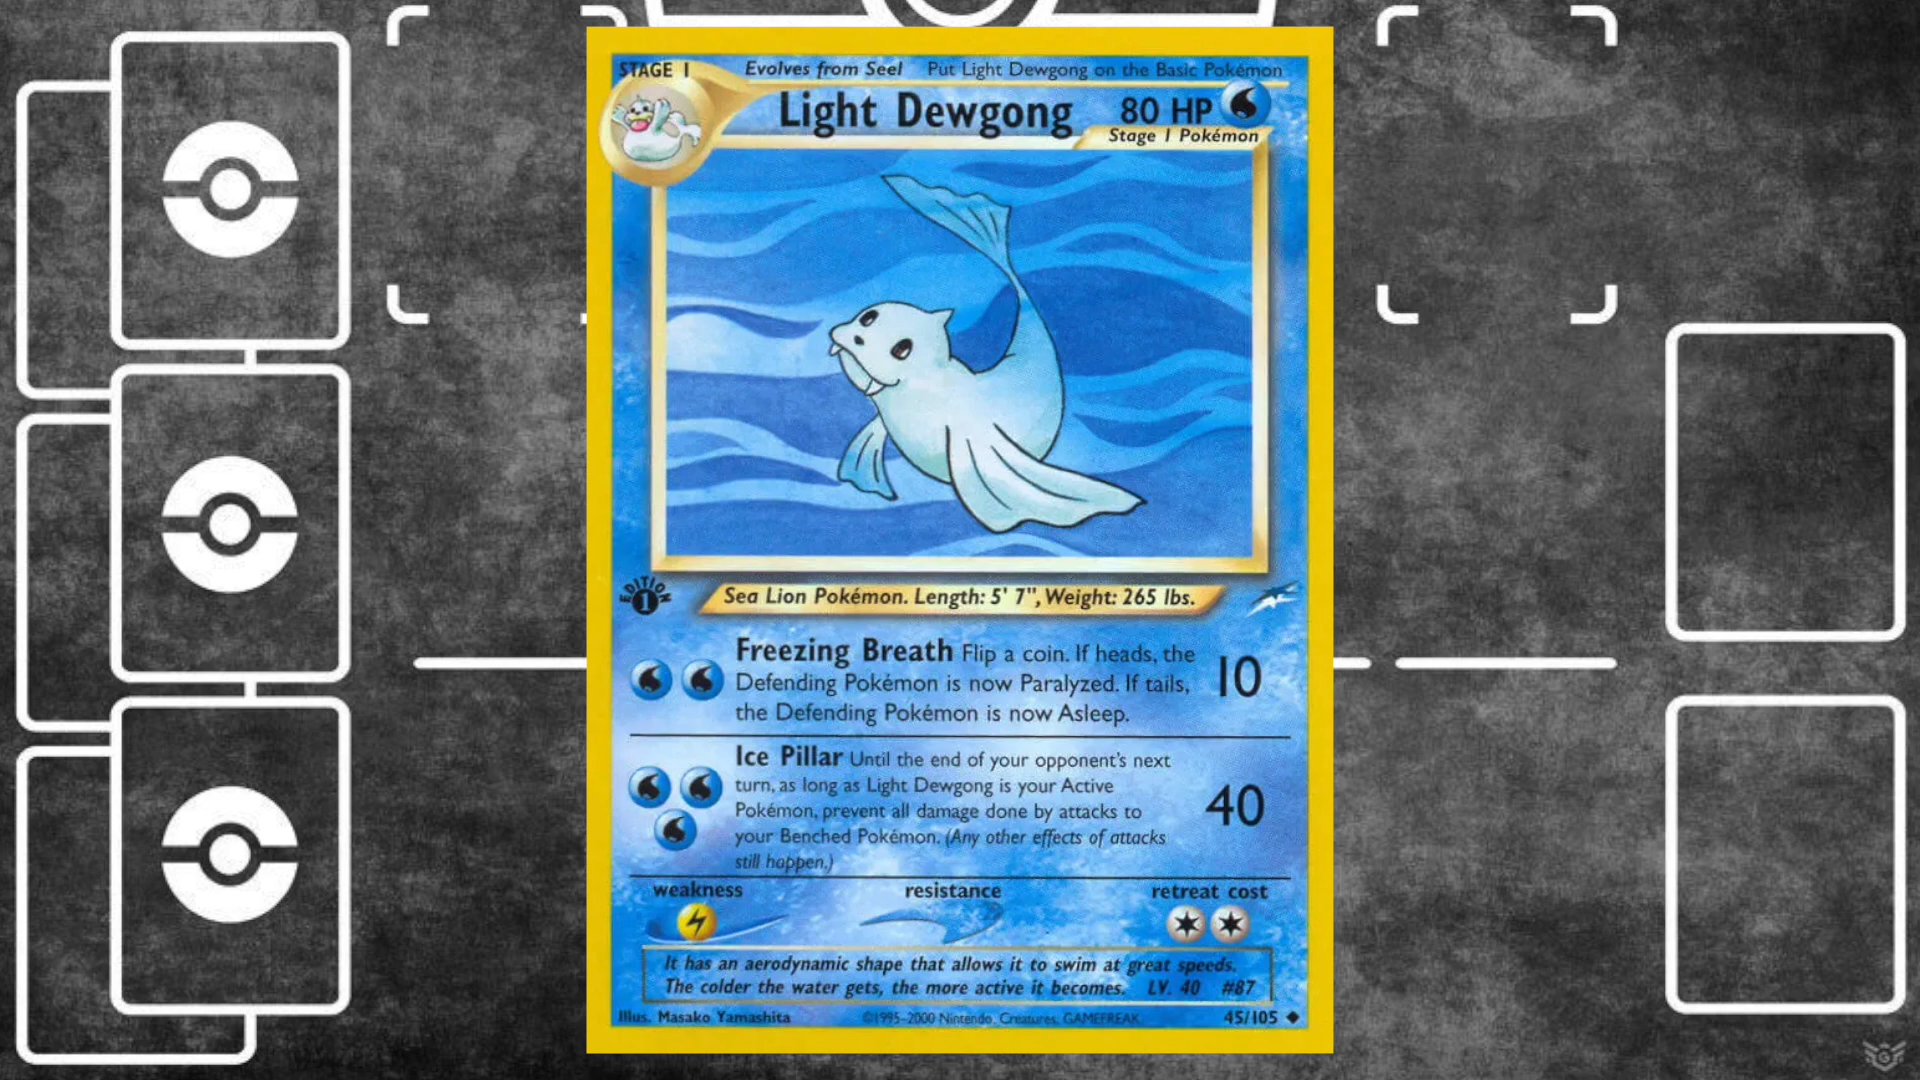 STAGE 1 Evolves from Seel Put Light Dewgong on the Basic Pokémon
Light Dewgong 80 HP
Stage 1 Pokémon
EDITION
1
Sea Lion Pokémon. Length: 5' 7", Weight: 265 lbs.
Freezing Breath Flip a coin. If heads, the
Defending Pokémon is now Paralyzed. If tails,
the Defending Pokémon is now Asleep.
10
Ice Pillar Until the end of your opponent's next
turn, as long as Light Dewgong is your Active
Pokémon, prevent all damage done by attacks to
your Benched Pokémon. (Any other effects of attacks
still happen.)
40
weakness resistance retreat cost
It has an aerodynamic shape that allows it to swim at great speeds.
The colder the water gets, the more active it becomes. LV. 40 #87
Illus. Masako Yamashita ©1995-2000 Nintendo, Creatures, GAMEFREAK. 45/105